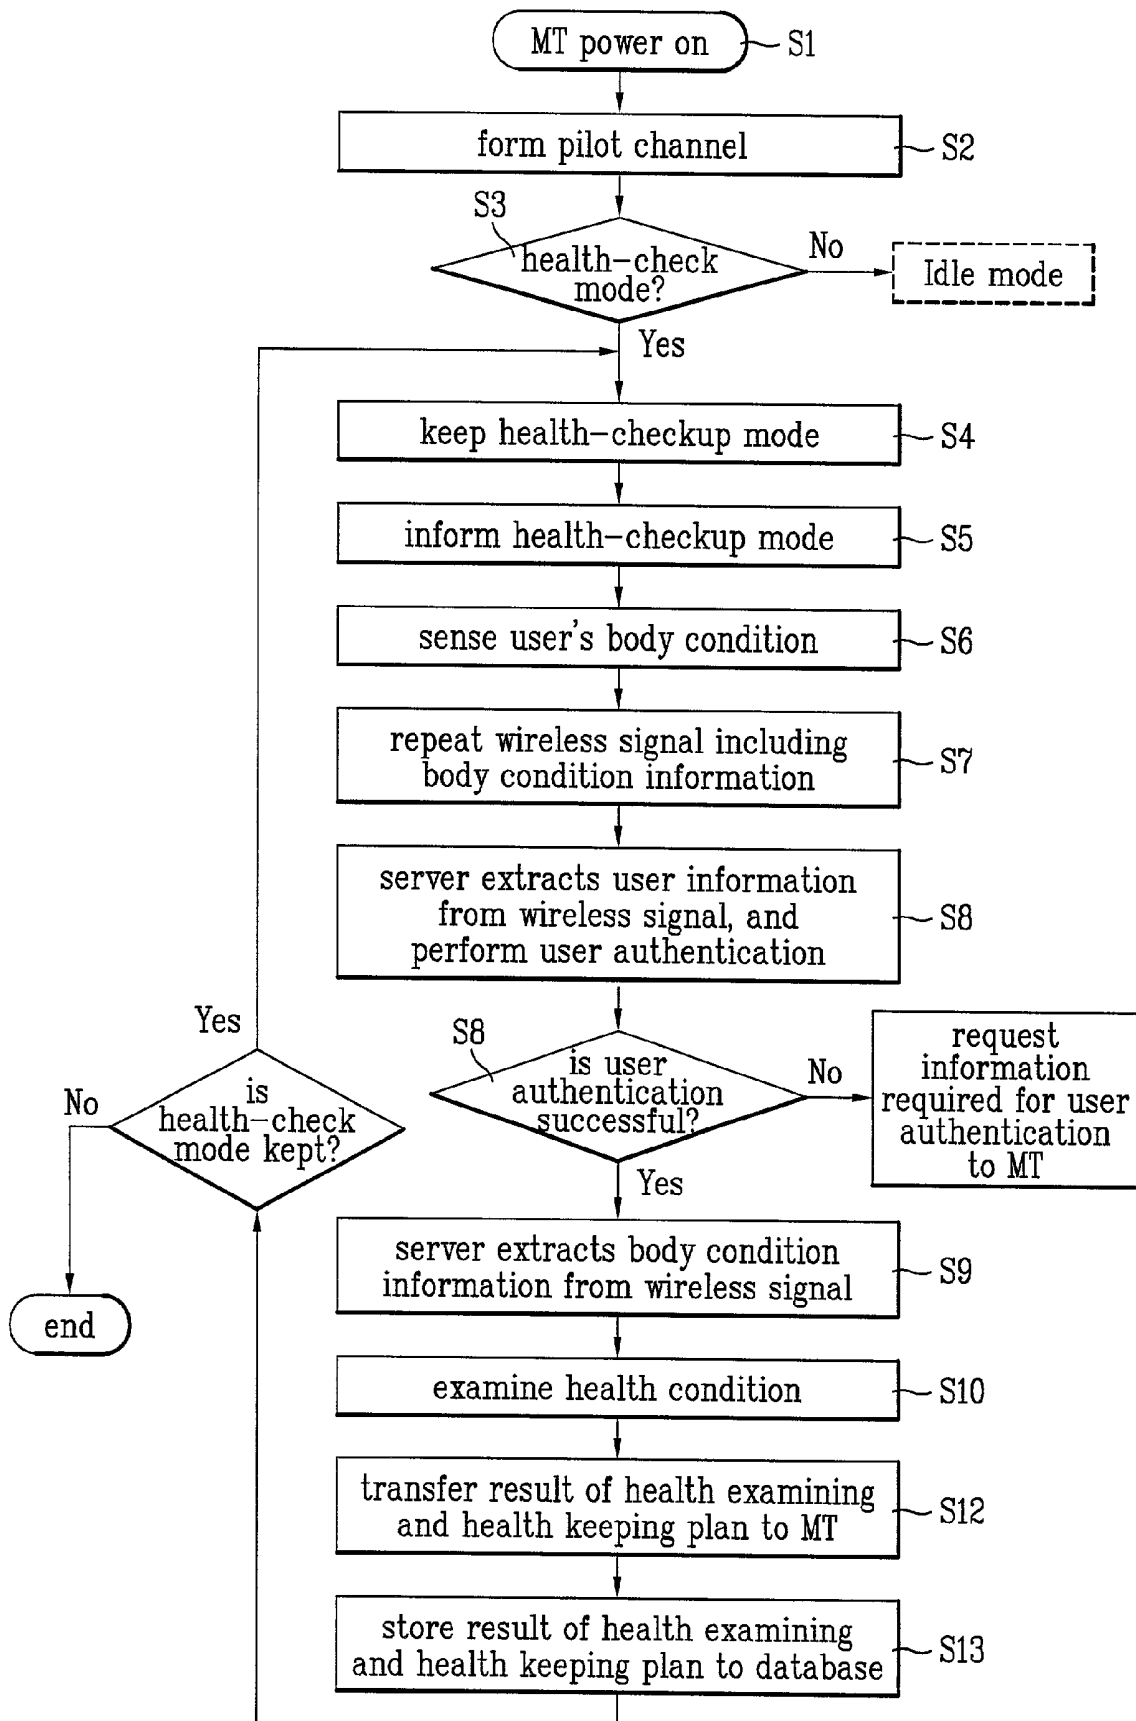 MT power on
S1
form pilot channel
S2
S3
health-check
mode?
No
Idle mode
Yes
keep health-checkup mode
S4
inform health-checkup mode
S5
sense user's body condition
S6
repeat wireless signal including
body condition information
S7
server extracts user information
from wireless signal, and
perform user authentication
S8
S8
is user
authentication
successful?
No
request
information
required for user
authentication
to MT
Yes
Yes
is
health-check
mode kept?
No
end
server extracts body condition
information from wireless signal
S9
examine health condition
S10
transfer result of health examining
and health keeping plan to MT
S12
store result of health examining
and health keeping plan to database
S13